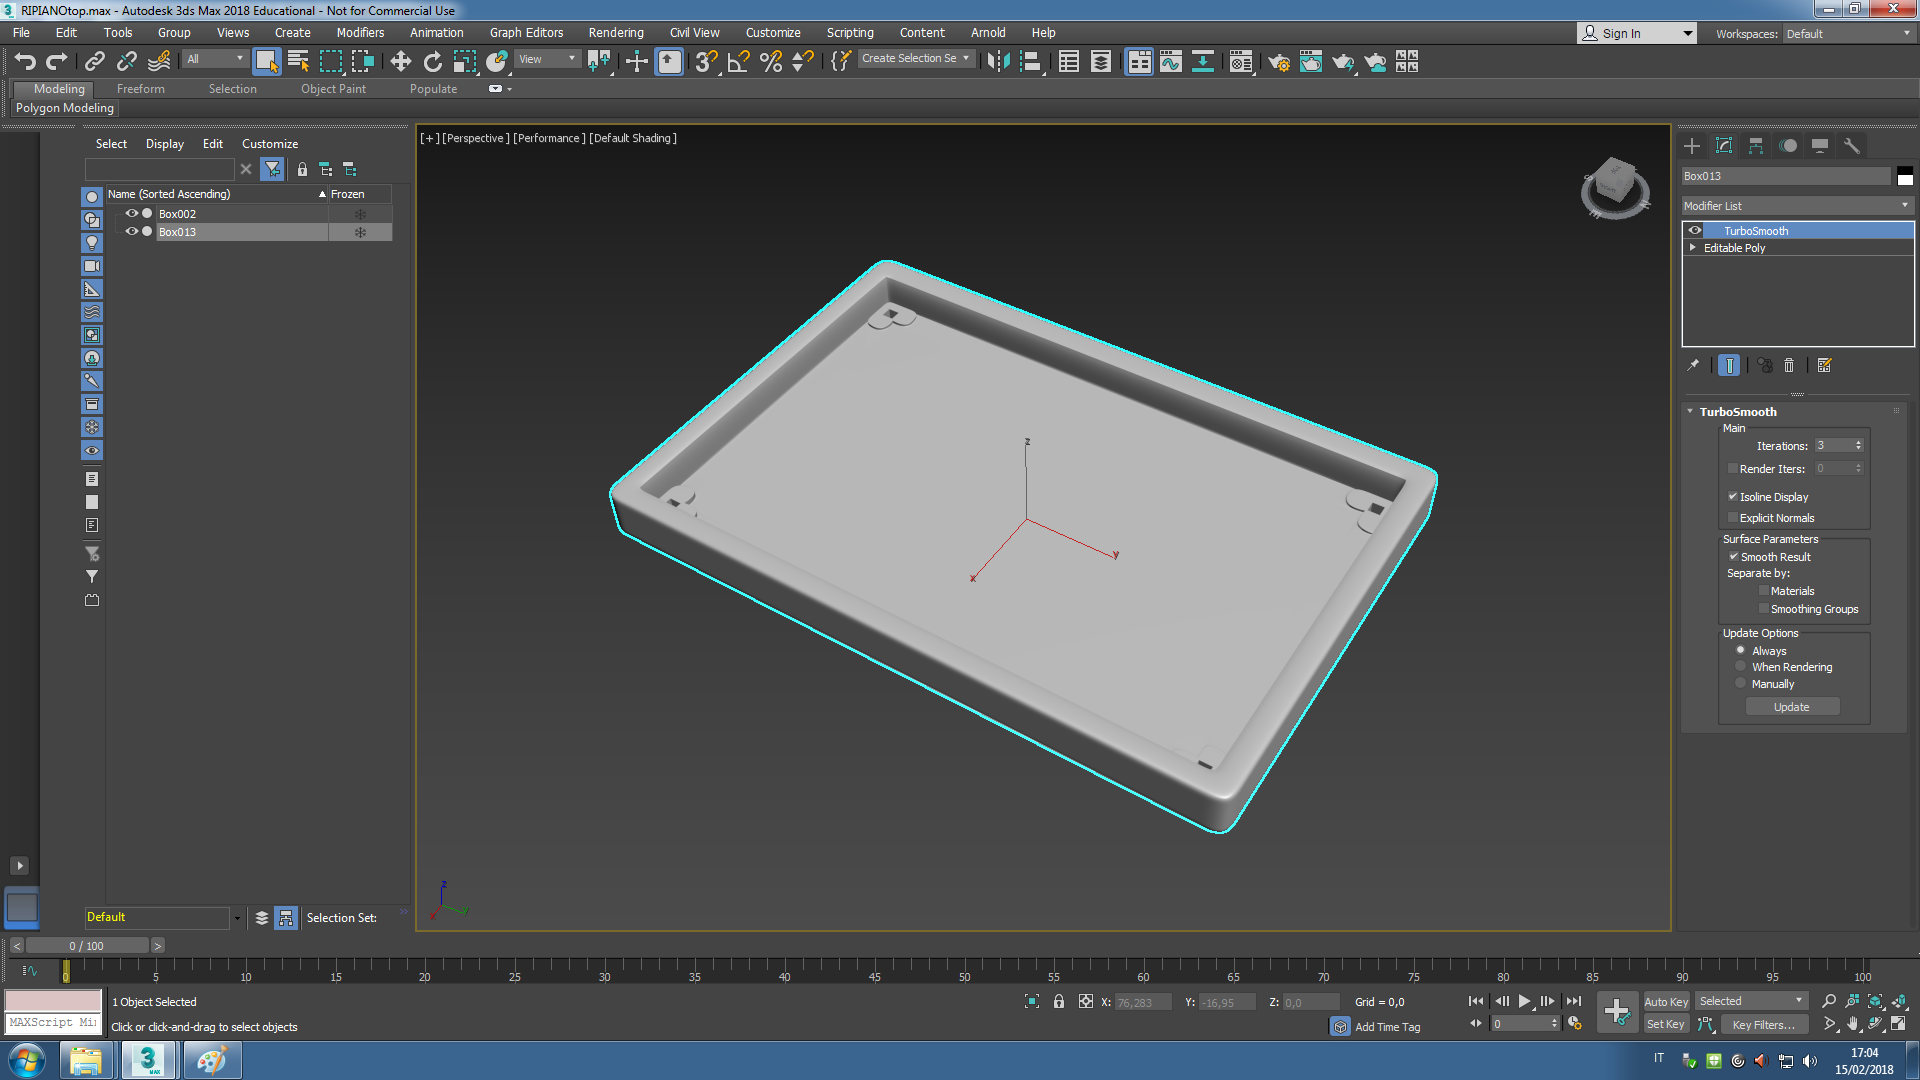 RIPIANOtop.max - Autodesk 3ds Max 2018 Educational - Not for Commercial Use
File Edit Tools Group Views Create Modifiers Animation Graph Editors Rendering Civil View Customize Scripting Content Arnold Help
Sign In
Workspaces: Default
All
View
Create Selection Se
Modeling Freeform Selection Object Paint Populate
Polygon Modeling
Select Display Edit Customize
Name (Sorted Ascending) Frozen
Box002
Box013
[+] [Perspective] [Performance] [Default Shading]
z
y
x
z
y
x
Box013
Modifier List
TurboSmooth
Editable Poly
TurboSmooth
Main
Iterations: 3
Render Iters: 0
Isoline Display
Explicit Normals
Surface Parameters
Smooth Result
Separate by:
Materials
Smoothing Groups
Update Options
Always
When Rendering
Manually
Update
Default
Selection Set:
< 0 / 100 >
0 5 10 15 20 25 30 35 40 45 50 55 60 65 70 75 80 85 90 95 100
1 Object Selected
MAXScript Mi
Click or click-and-drag to select objects
X: 76,283 Y: -16,95 Z: 0,0 Grid = 0,0
Add Time Tag
0
Auto Key Selected
Set Key Key Filters...
IT
17:04
15/02/2018